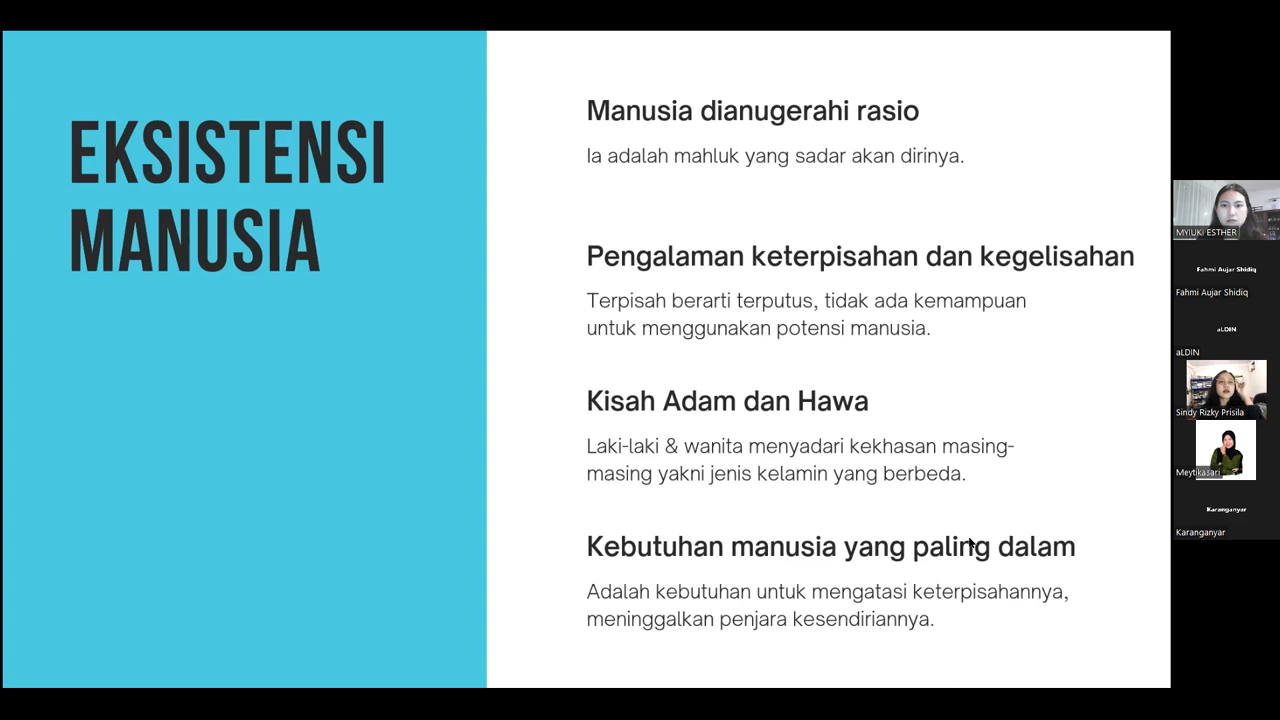 EKSISTENSI
MANUSIA
Manusia dianugerahi rasio
Ia adalah mahluk yang sadar akan dirinya.
Pengalaman keterpisahan dan kegelisahan
Terpisah berarti terputus, tidak ada kemampuan
untuk menggunakan potensi manusia.
Kisah Adam dan Hawa
Laki-laki & wanita menyadari kekhasan masing-
masing yakni jenis kelamin yang berbeda.
Kebutuhan manusia yang paling dalam
Adalah kebutuhan untuk mengatasi keterpisahannya,
meninggalkan penjara kesendiriannya.
MYIUKI ESTHER
Fahmi Aujar Shidiq
Fahmi Aujar Shidiq
aLDIN
aLDIN
Sindy Rizky Prisila
Meytikasari
Karanganyar
Karanganyar